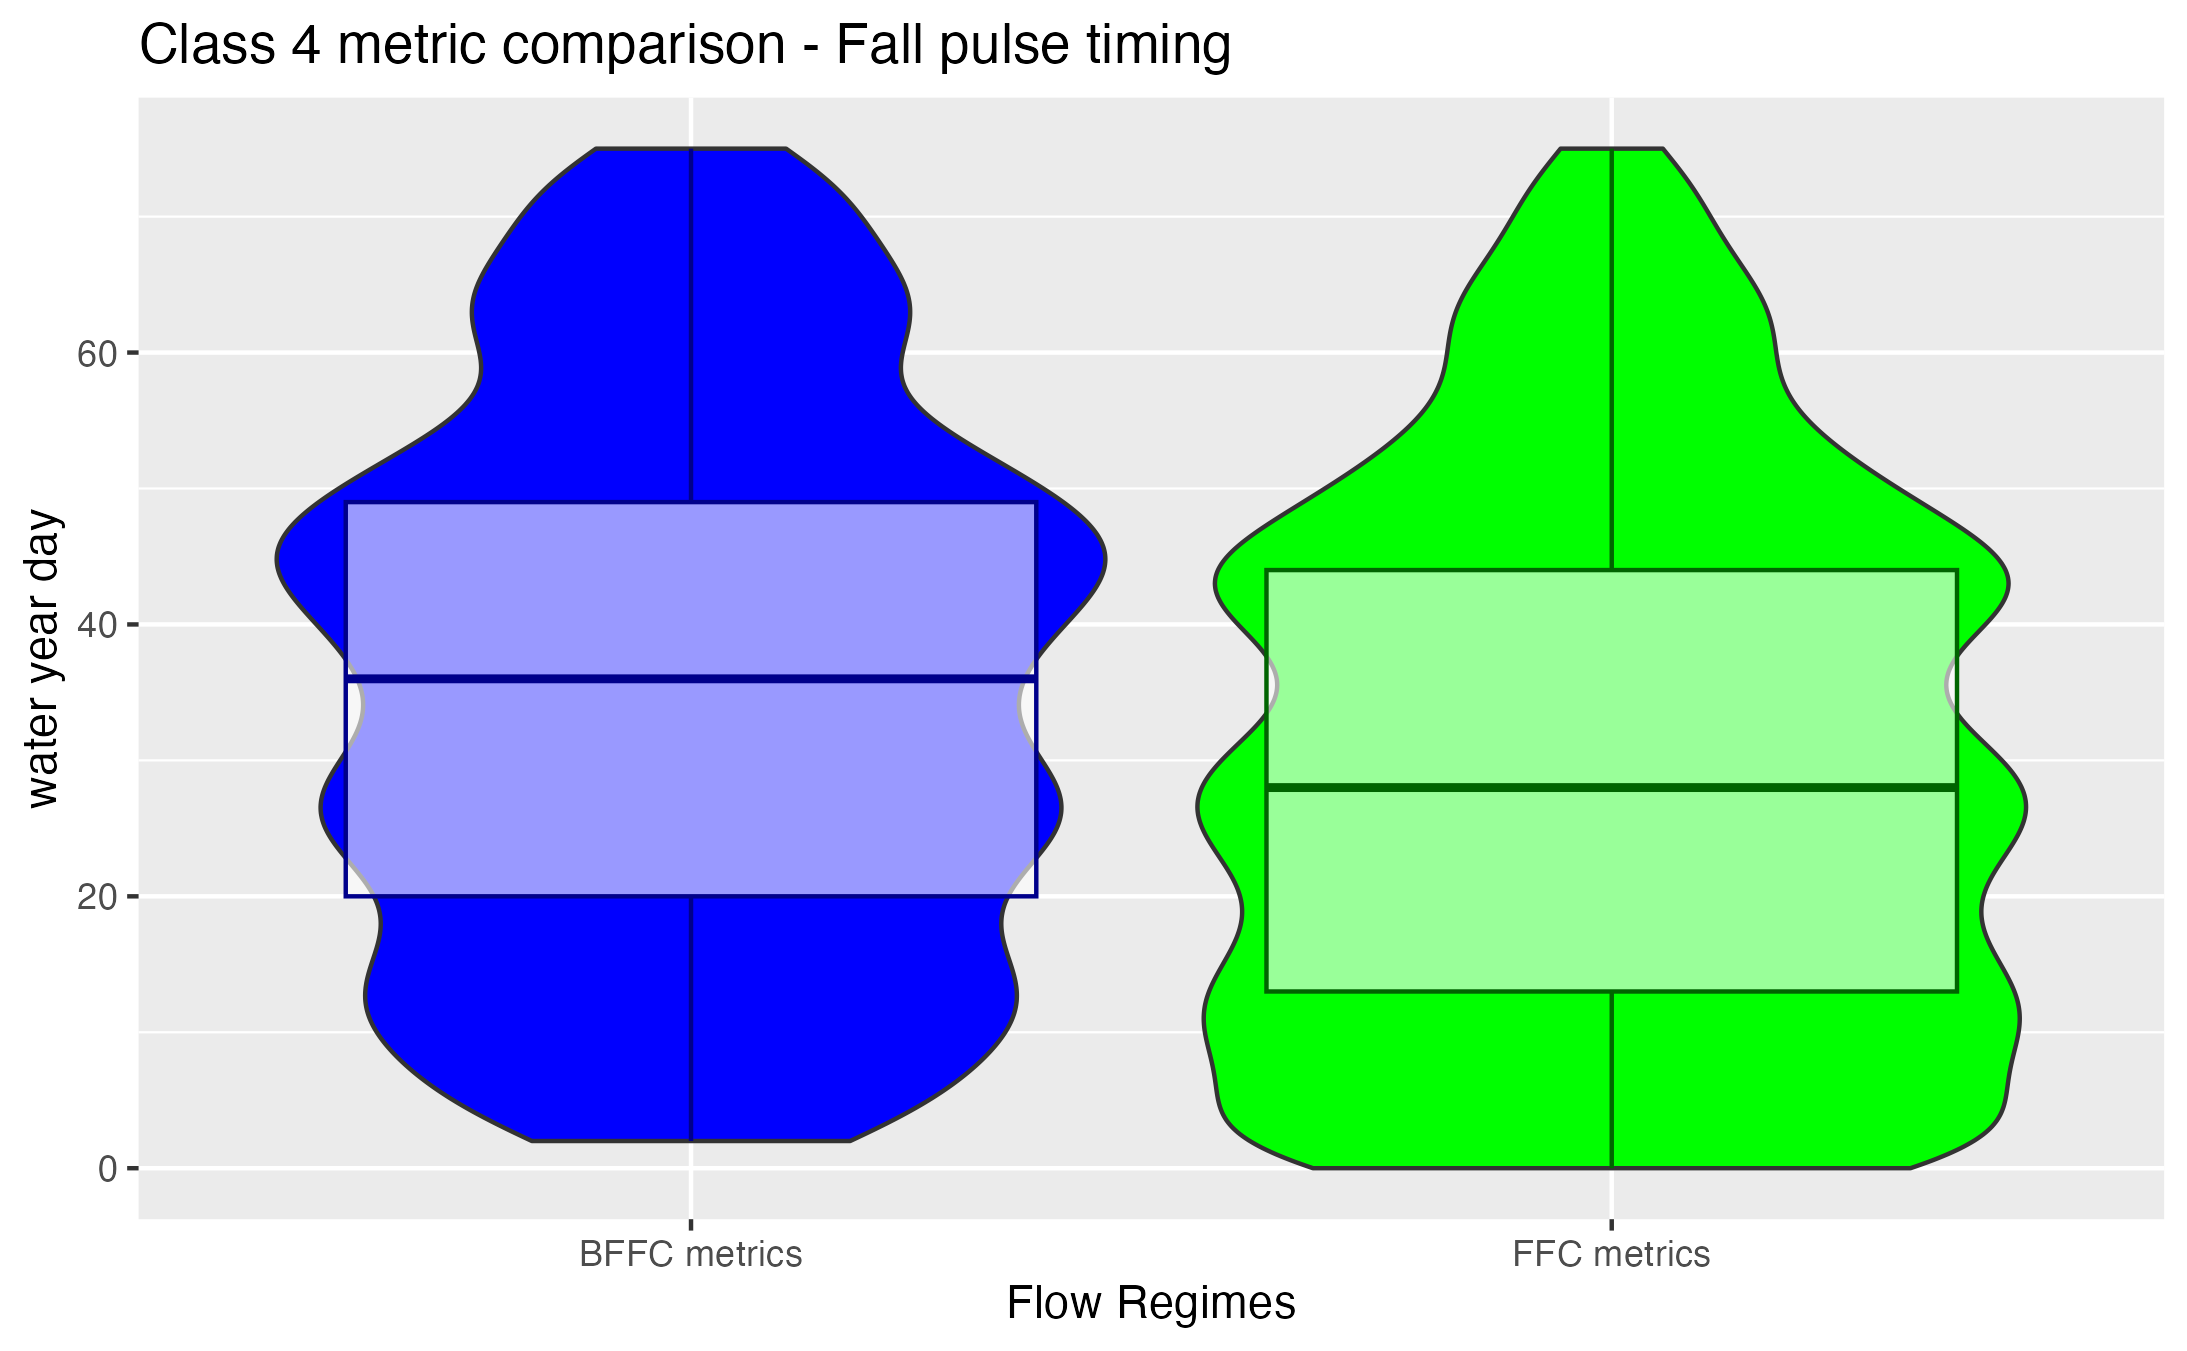 Class 4 metric comparison - Fall pulse timing
water year day
60
40
20
0
BFFC metrics
FFC metrics
Flow Regimes